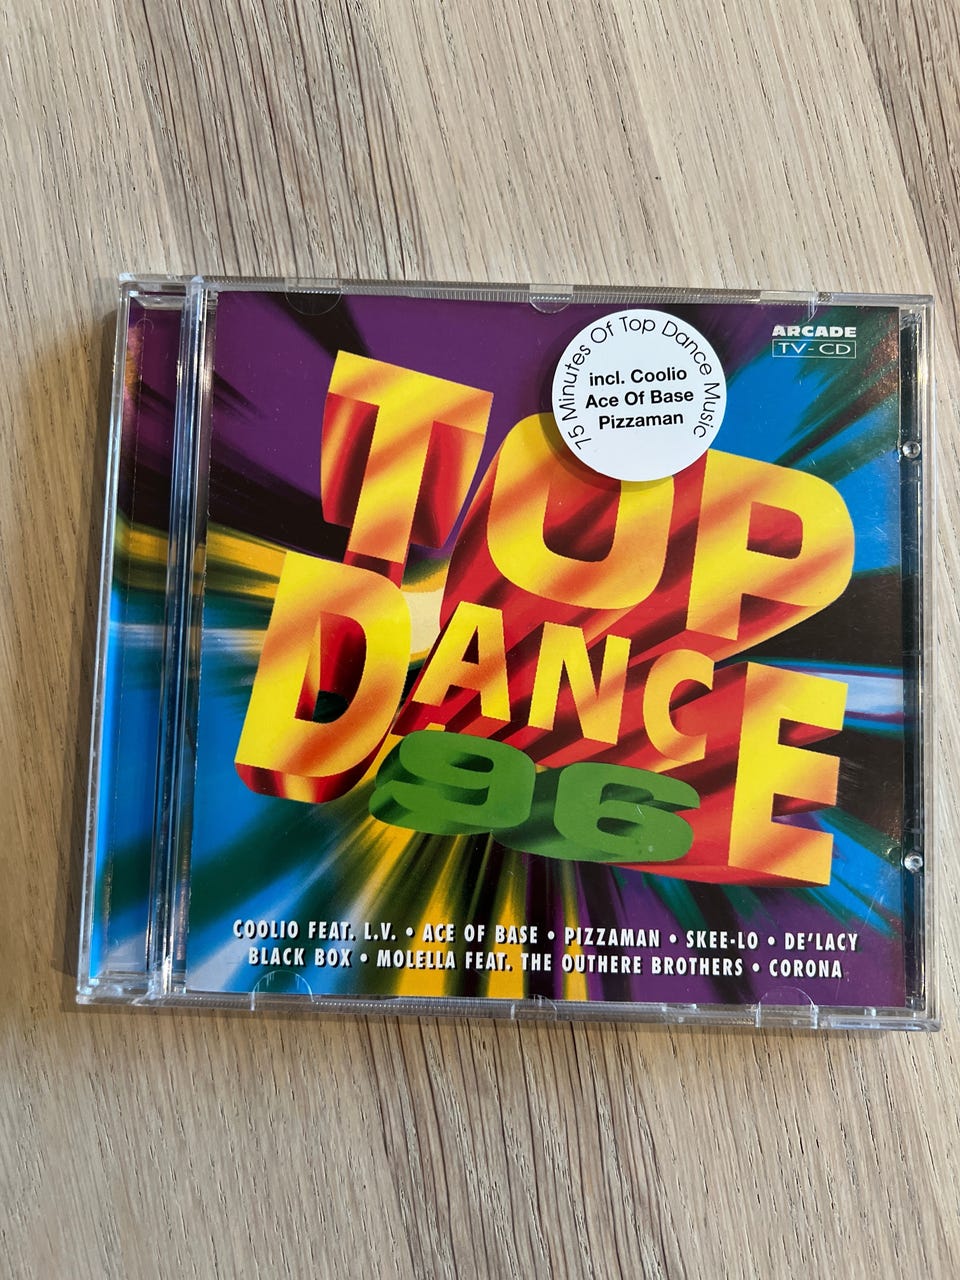 ARCADE
TV-CD
75 Minutes Of Top Dance Music
incl. Coolio
Ace Of Base
Pizzaman
TOP
DANCE
96
COOLIO FEAT. L.V. • ACE OF BASE • PIZZAMAN • SKEE-LO • DE'LACY
BLACK BOX • MOLELLA FEAT. THE OUTHERE BROTHERS • CORONA